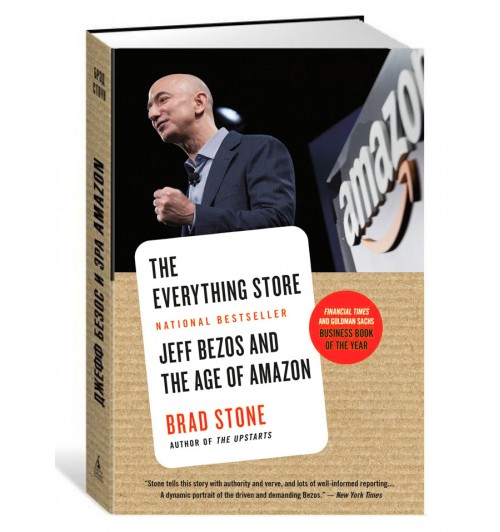 БРЭД
СТОУН
ДЖЕФФ БЕЗОС И ЭРА AMAZON
amazon
THE
EVERYTHING STORE
NATIONAL BESTSELLER
JEFF BEZOS AND
THE AGE OF AMAZON
BRAD STONE
AUTHOR OF THE UPSTARTS
FINANCIAL TIMES
AND GOLDMAN SACHS
BUSINESS BOOK
OF THE YEAR
"Stone tells this story with authority and verve, and lots of well-informed reporting....
A dynamic portrait of the driven and demanding Bezos." — New York Times